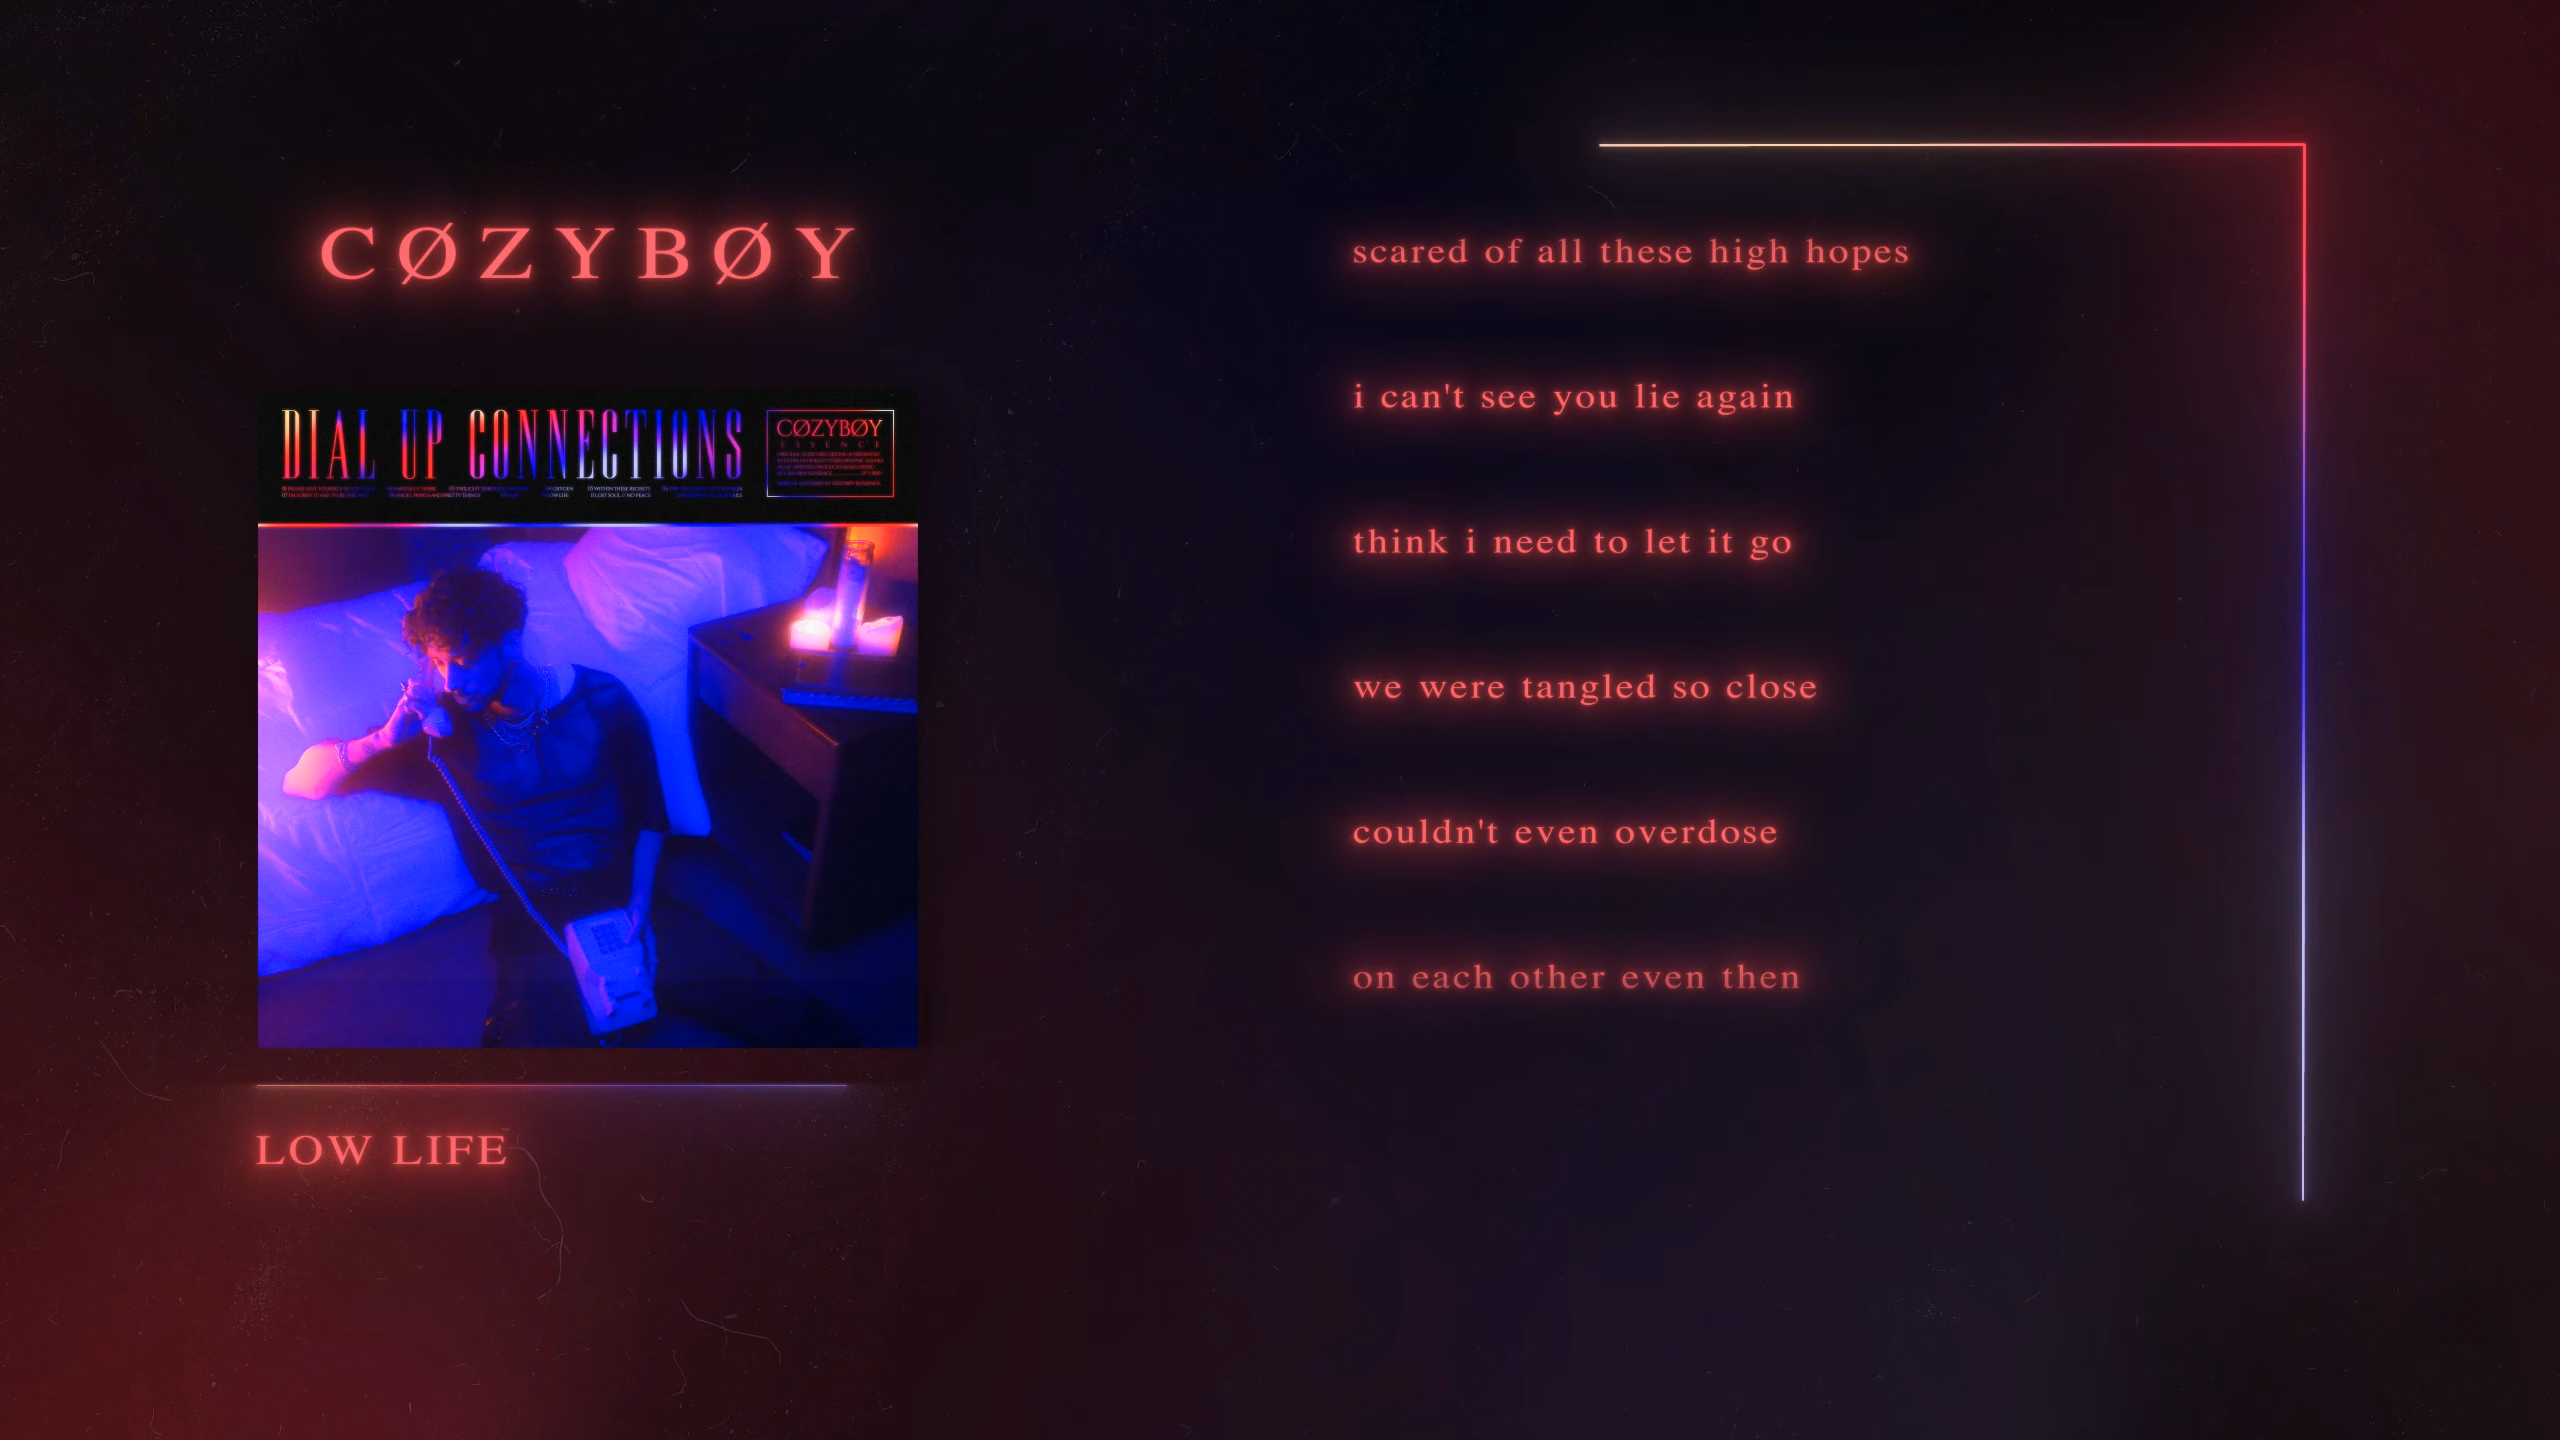 CØZYBØY
DIAL UP CONNECTIONS
CØZYBØY
ESSENCE
LOW LIFE
scared of all these high hopes
i can't see you lie again
think i need to let it go
we were tangled so close
couldn't even overdose
on each other even then